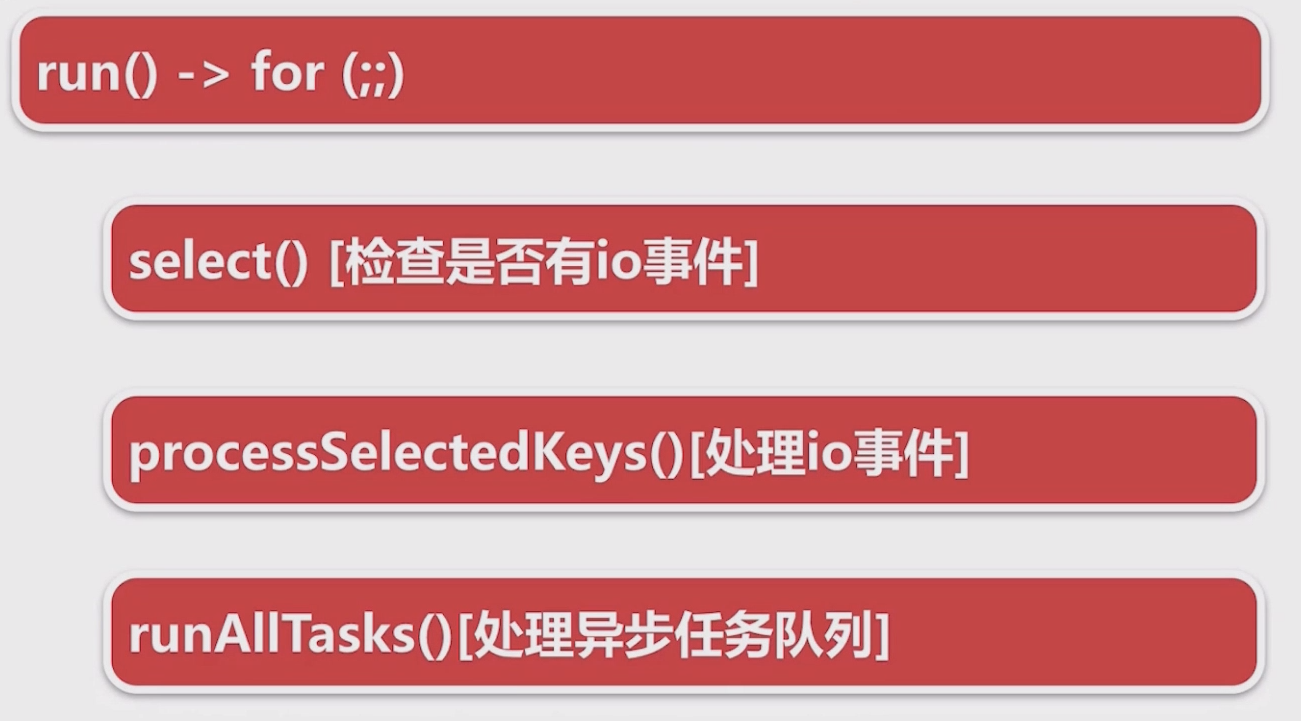 run() -> for (;;)
select() [检查是否有io事件]
processSelectedKeys()[处理io事件]
runAllTasks()[处理异步任务队列]